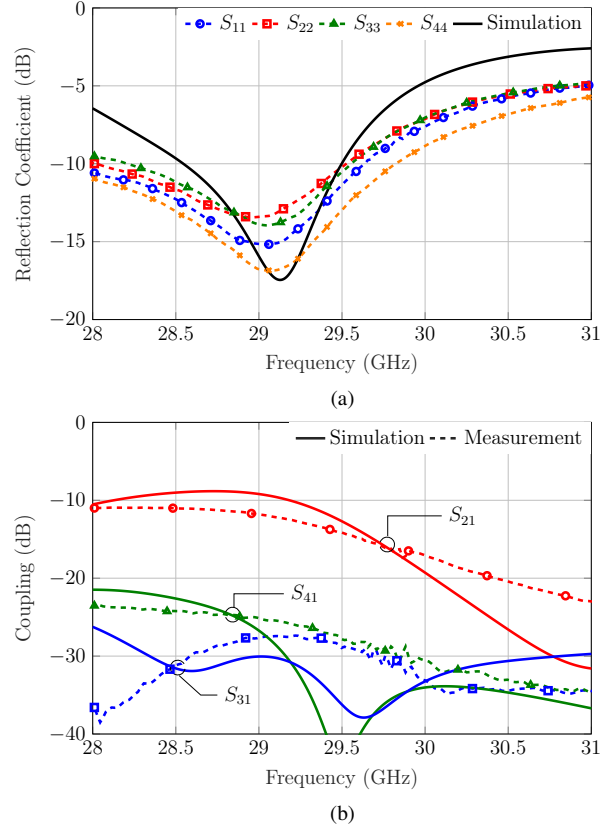 S11 S22 S33 S44 Simulation
0
−5
−10
−15
−20
Reflection Coefficient (dB)
28 28.5 29 29.5 30 30.5 31
Frequency (GHz)
(a)
Simulation Measurement
0
−10
−20
−30
−40
Coupling (dB)
S21
S41
S31
28 28.5 29 29.5 30 30.5 31
Frequency (GHz)
(b)